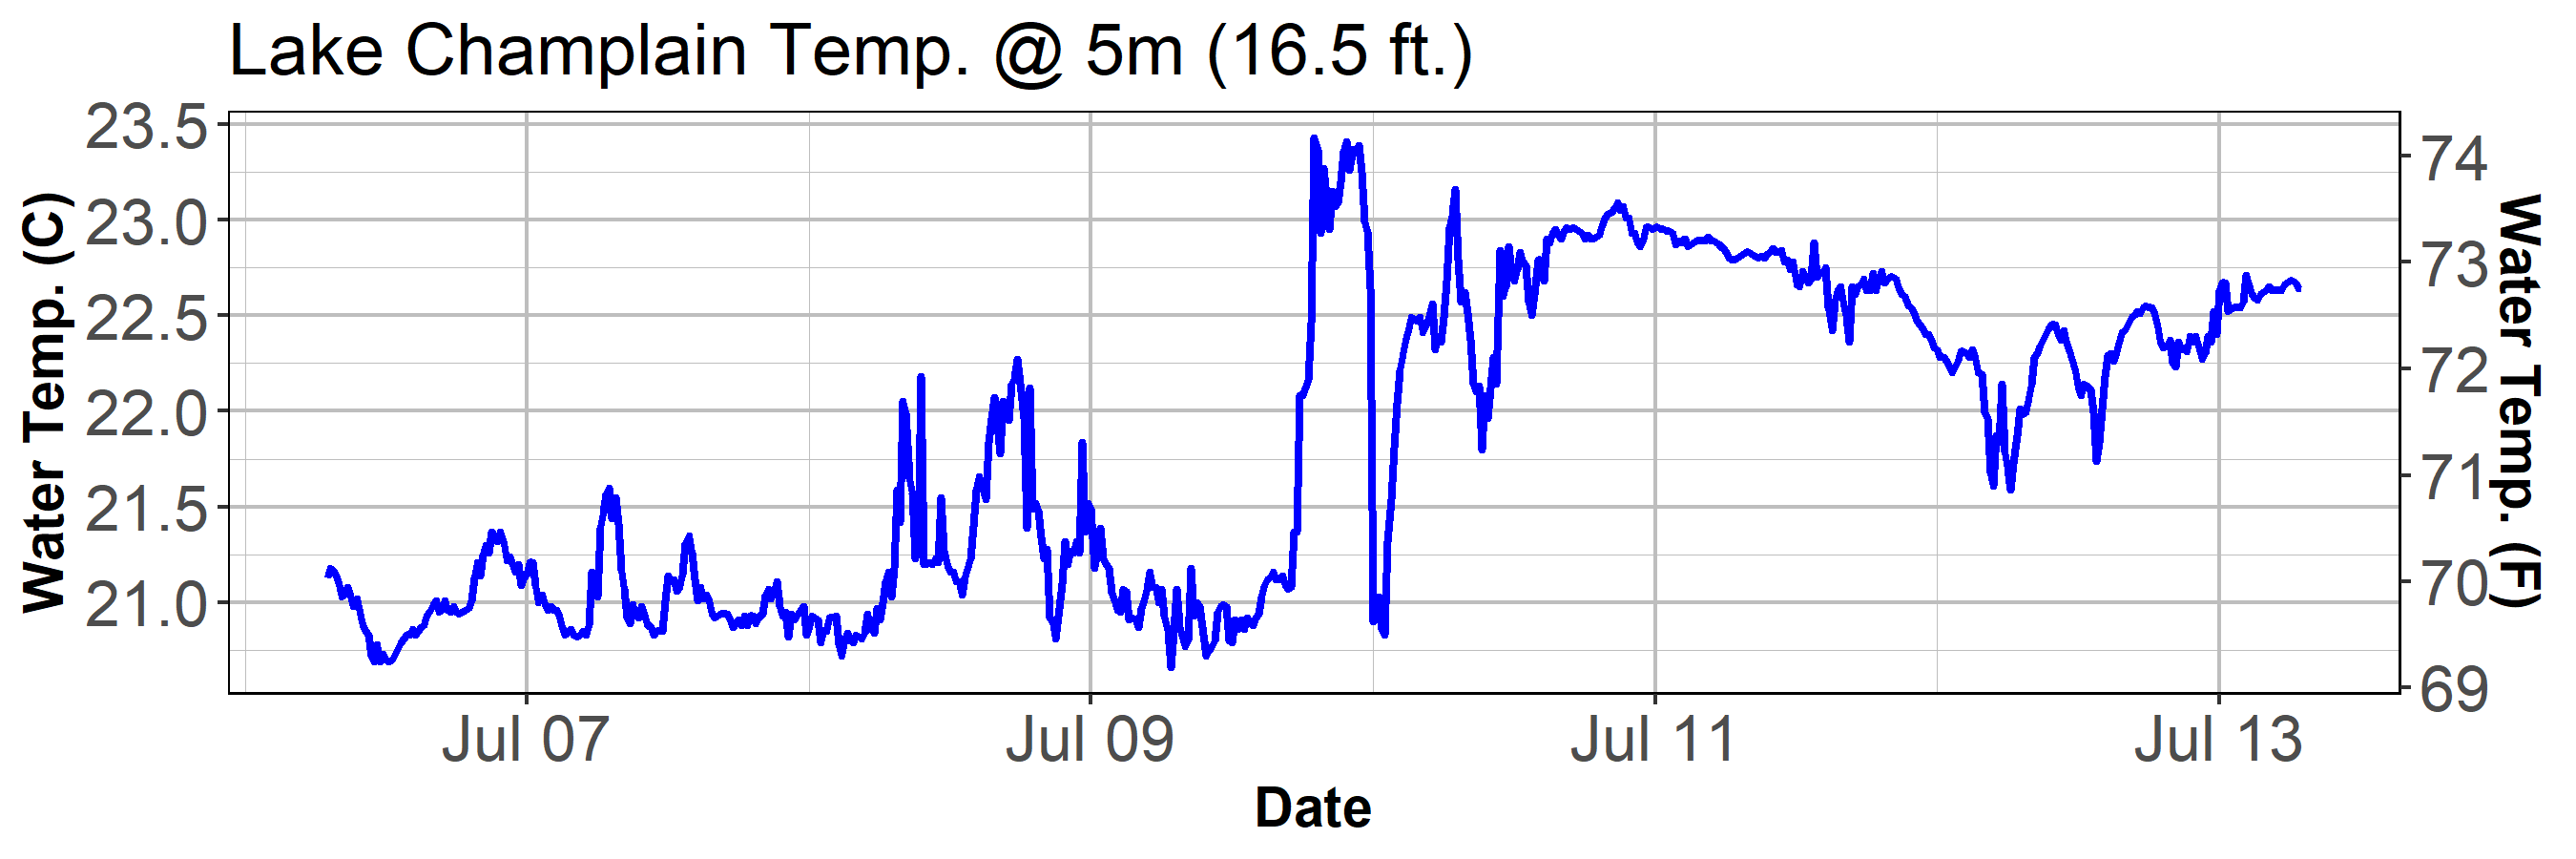 Lake Champlain Temp. @ 5m (16.5 ft.)
Water Temp. (C)
23.5
23.0
22.5
22.0
21.5
21.0
74
73
72
71
70
69
Water Temp. (F)
Jul 07 Jul 09 Jul 11 Jul 13
Date